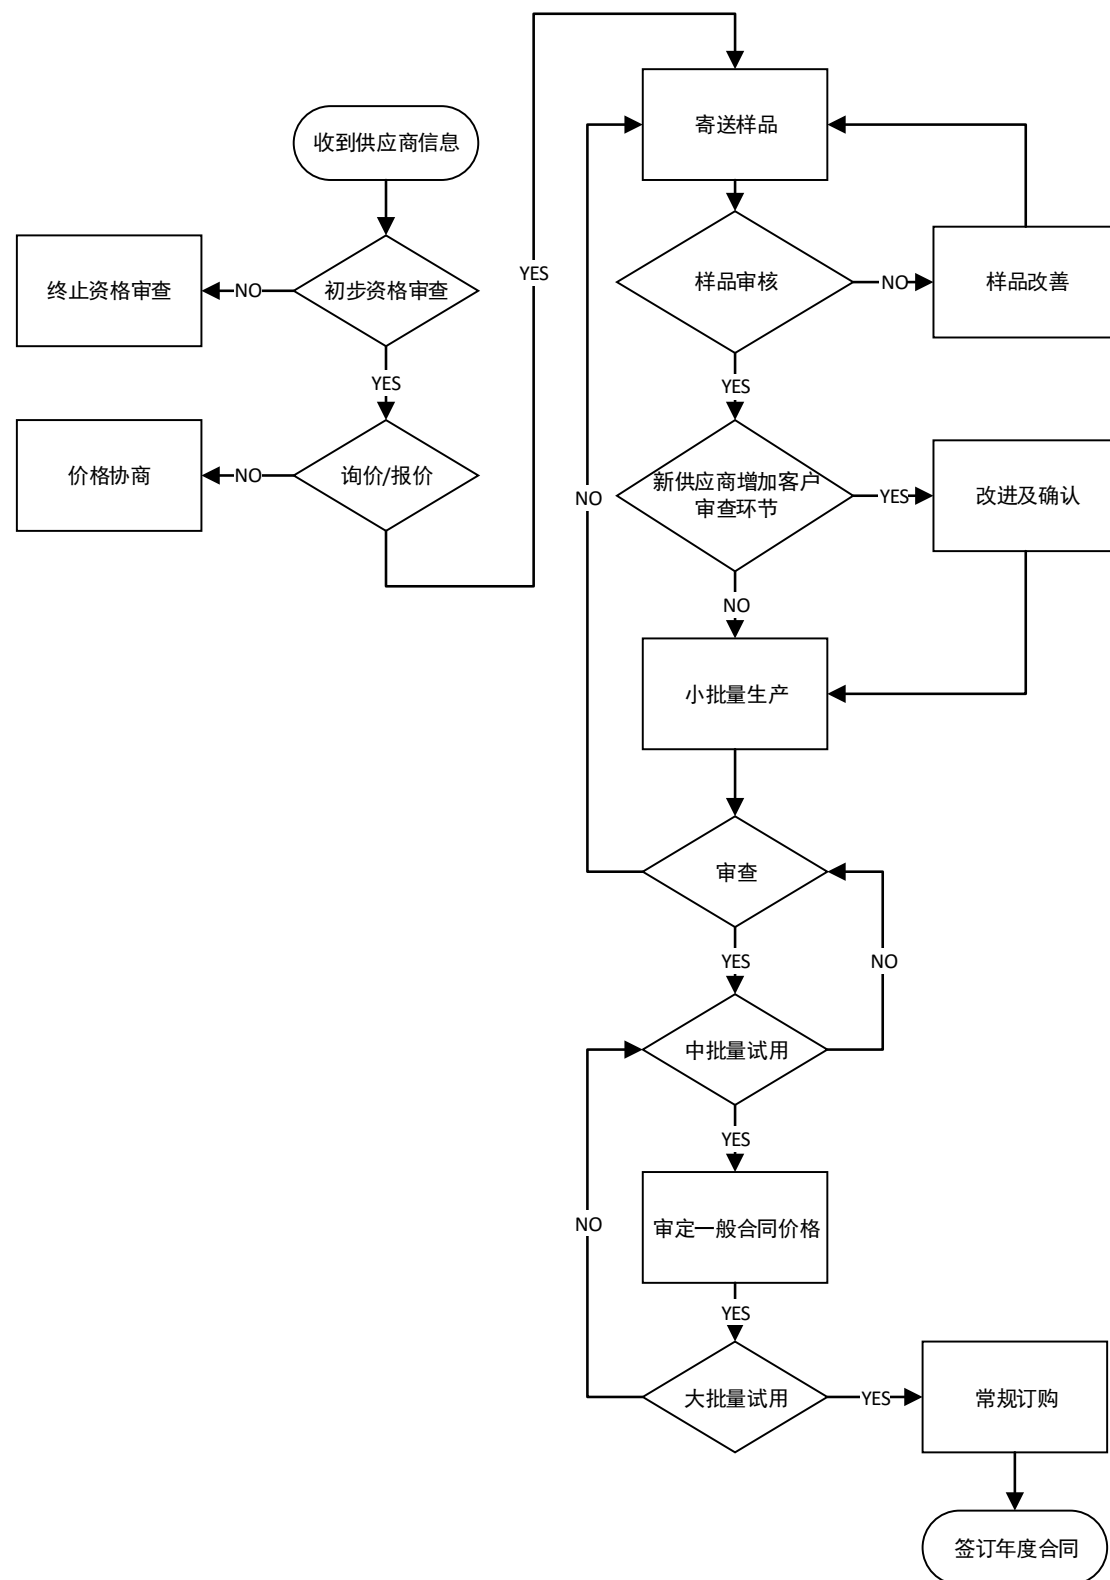 收到供应商信息
初步资格审查
NO
终止资格审查
YES
询价/报价
NO
价格协商
YES
寄送样品
样品审核
NO
样品改善
YES
新供应商增加客户
审查环节
YES
改进及确认
NO
小批量生产
审查
NO
YES
中批量试用
NO
YES
审定一般合同价格
YES
大批量试用
NO
YES
常规订购
签订年度合同